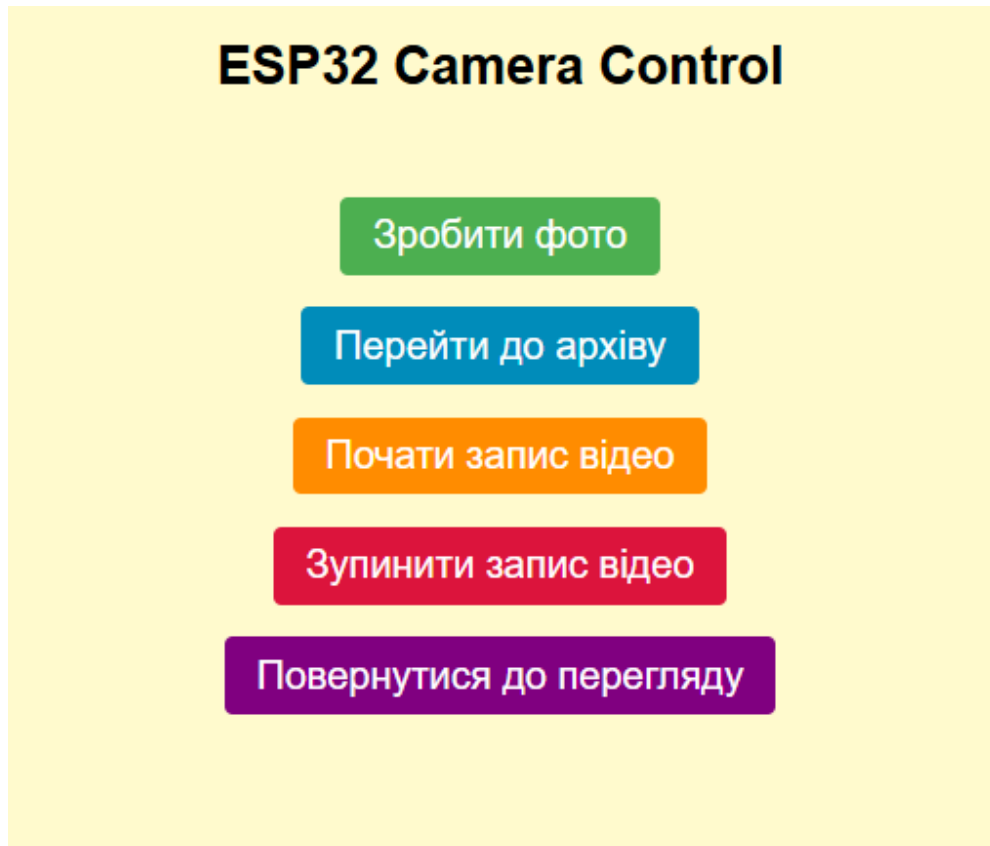 ESP32 Camera Control
Зробити фото
Перейти до архіву
Почати запис відео
Зупинити запис відео
Повернутися до перегляду